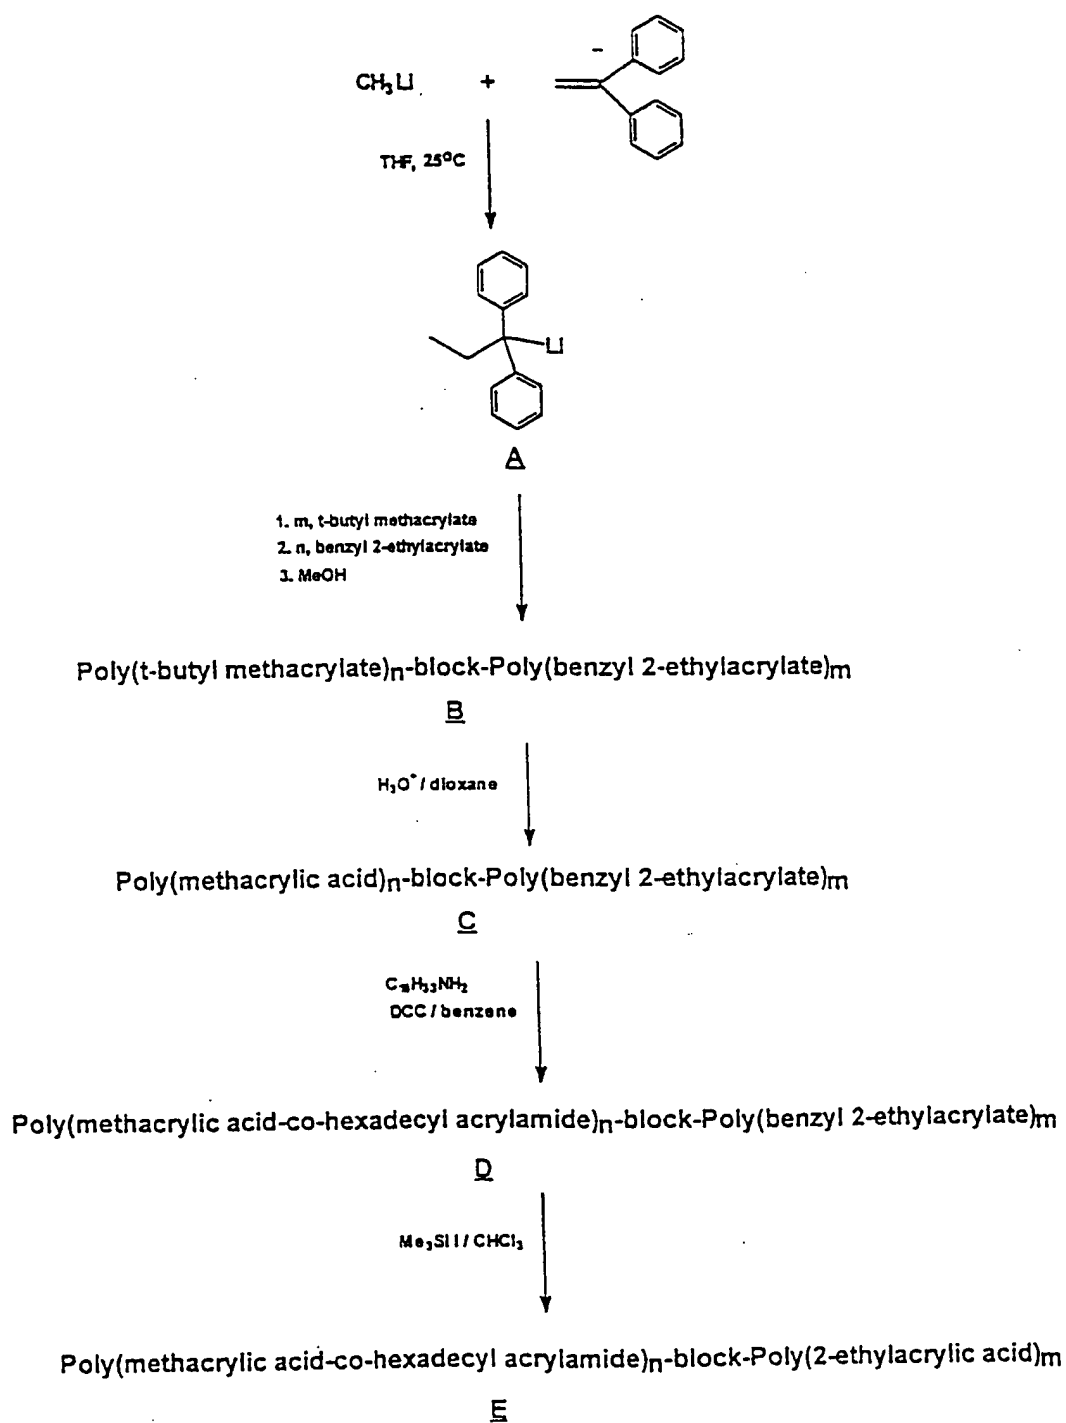 CH₃Li +
THF, 25°C
Li
A
1. m, t-butyl methacrylate
2. n, benzyl 2-ethylacrylate
3. MeOH
Poly(t-butyl methacrylate)n-block-Poly(benzyl 2-ethylacrylate)m
B
H₃O⁺ / dioxane
Poly(methacrylic acid)n-block-Poly(benzyl 2-ethylacrylate)m
C
C₁₆H₃₃NH₂
DCC / benzene
Poly(methacrylic acid-co-hexadecyl acrylamide)n-block-Poly(benzyl 2-ethylacrylate)m
D
Me₃Si I / CHCl₃
Poly(methacrylic acid-co-hexadecyl acrylamide)n-block-Poly(2-ethylacrylic acid)m
E